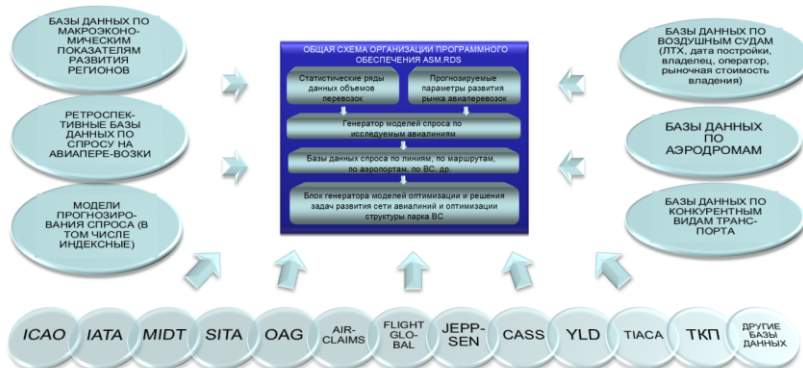 БАЗЫ ДАННЫХ ПО
МАКРОЭКОНО-
МИЧЕСКИМ
ПОКАЗАТЕЛЯМ
РАЗВИТИЯ
РЕГИОНОВ
РЕТРОСПЕК-
ТИВНЫЕ БАЗЫ
ДАННЫХ ПО
СПРОСУ НА
АВИАПЕРЕ-ВОЗКИ
МОДЕЛИ
ПРОГНОЗИРО-
ВАНИЯ СПРОСА (В
ТОМ ЧИСЛЕ
ИНДЕКСНЫЕ)
ОБЩАЯ СХЕМА ОРГАНИЗАЦИИ ПРОГРАММНОГО
ОБЕСПЕЧЕНИЯ ASM.RDS
Статистические ряды
данных объемов
перевозок
Прогнозируемые
параметры развития
рынка авиаперевозок
Генератор моделей спроса по
исследуемым авиалиниям
Базы данных спроса по линиям, по маршрутам,
по аэропортам, по ВС, др.
Блок генератора моделей оптимизации и решения
задач развития сети авиалиний и оптимизации
структуры парка ВС
БАЗЫ ДАННЫХ ПО
ВОЗДУШНЫМ СУДАМ
(ЛТХ, дата постройки,
владелец, оператор,
рыночная стоимость
владения)
БАЗЫ ДАННЫХ
ПО
АЭРОДРОМАМ
БАЗЫ ДАННЫХ ПО
КОНКУРЕНТНЫМ
ВИДАМ ТРАНС-
ПОРТА
ICAO
IATA
MIDT
SITA
OAG
AIR-
CLAIMS
FLIGHT
GLO-
BAL
JEPP-
SEN
CASS
YLD
TIACA
ТКП
ДРУГИЕ
БАЗЫ
ДАННЫХ